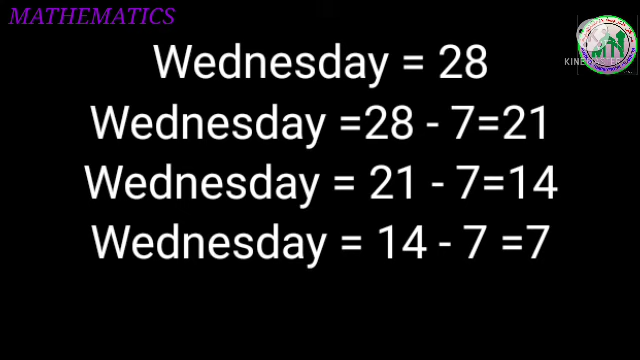 MATHEMATICS
Wednesday = 28
Wednesday =28 - 7=21
Wednesday = 21 - 7=14
Wednesday = 14 - 7 =7